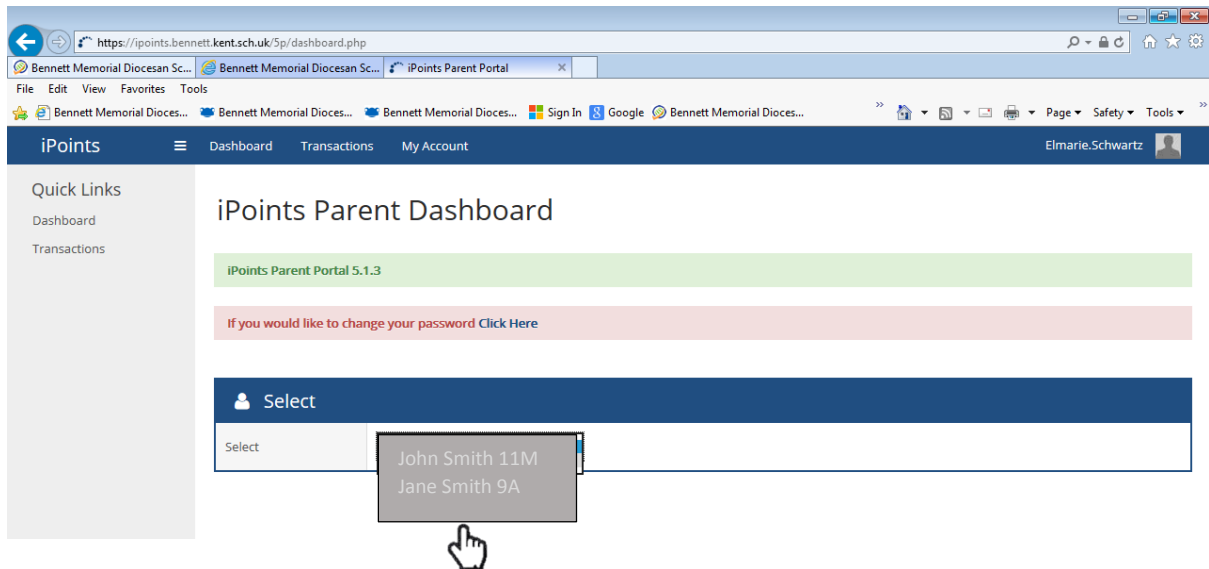 https://ipoints.bennett.kent.sch.uk/5p/dashboard.php
Bennett Memorial Diocesan Sc... Bennett Memorial Diocesan Sc... iPoints Parent Portal
File Edit View Favorites Tools
Bennett Memorial Dioces... Bennett Memorial Dioces... Bennett Memorial Dioces... Sign In Google Bennett Memorial Dioces... Page Safety Tools
iPoints Dashboard Transactions My Account Elmarie.Schwartz
Quick Links
Dashboard
Transactions
iPoints Parent Dashboard
iPoints Parent Portal 5.1.3
If you would like to change your password Click Here
Select
Select
John Smith 11M
Jane Smith 9A